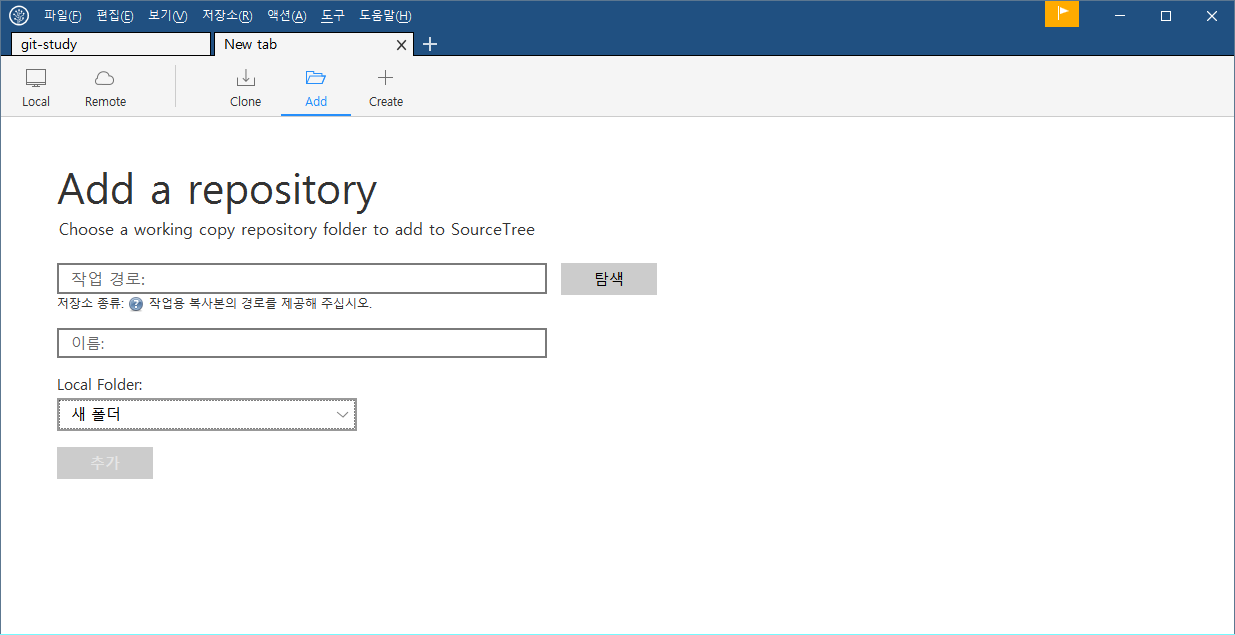 파일(F) 편집(E) 보기(V) 저장소(R) 액션(A) 도구 도움말(H)
git-study New tab
Local Remote Clone Add Create
Add a repository
Choose a working copy repository folder to add to SourceTree
작업 경로: 탐색
저장소 종류: ? 작업용 복사본의 경로를 제공해 주십시오.
이름:
Local Folder:
새 폴더
추가